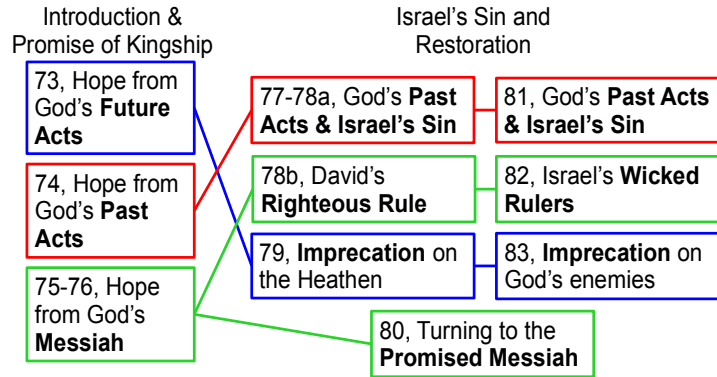 Introduction &
Promise of Kingship
73, Hope from
God’s Future
Acts
74, Hope from
God’s Past
Acts
75-76, Hope
from God’s
Messiah
Israel’s Sin and
Restoration
77-78a, God’s Past
Acts & Israel’s Sin
81, God’s Past Acts
& Israel’s Sin
78b, David’s
Righteous Rule
82, Israel’s Wicked
Rulers
79, Imprecation on
the Heathen
83, Imprecation on
God’s enemies
80, Turning to the
Promised Messiah